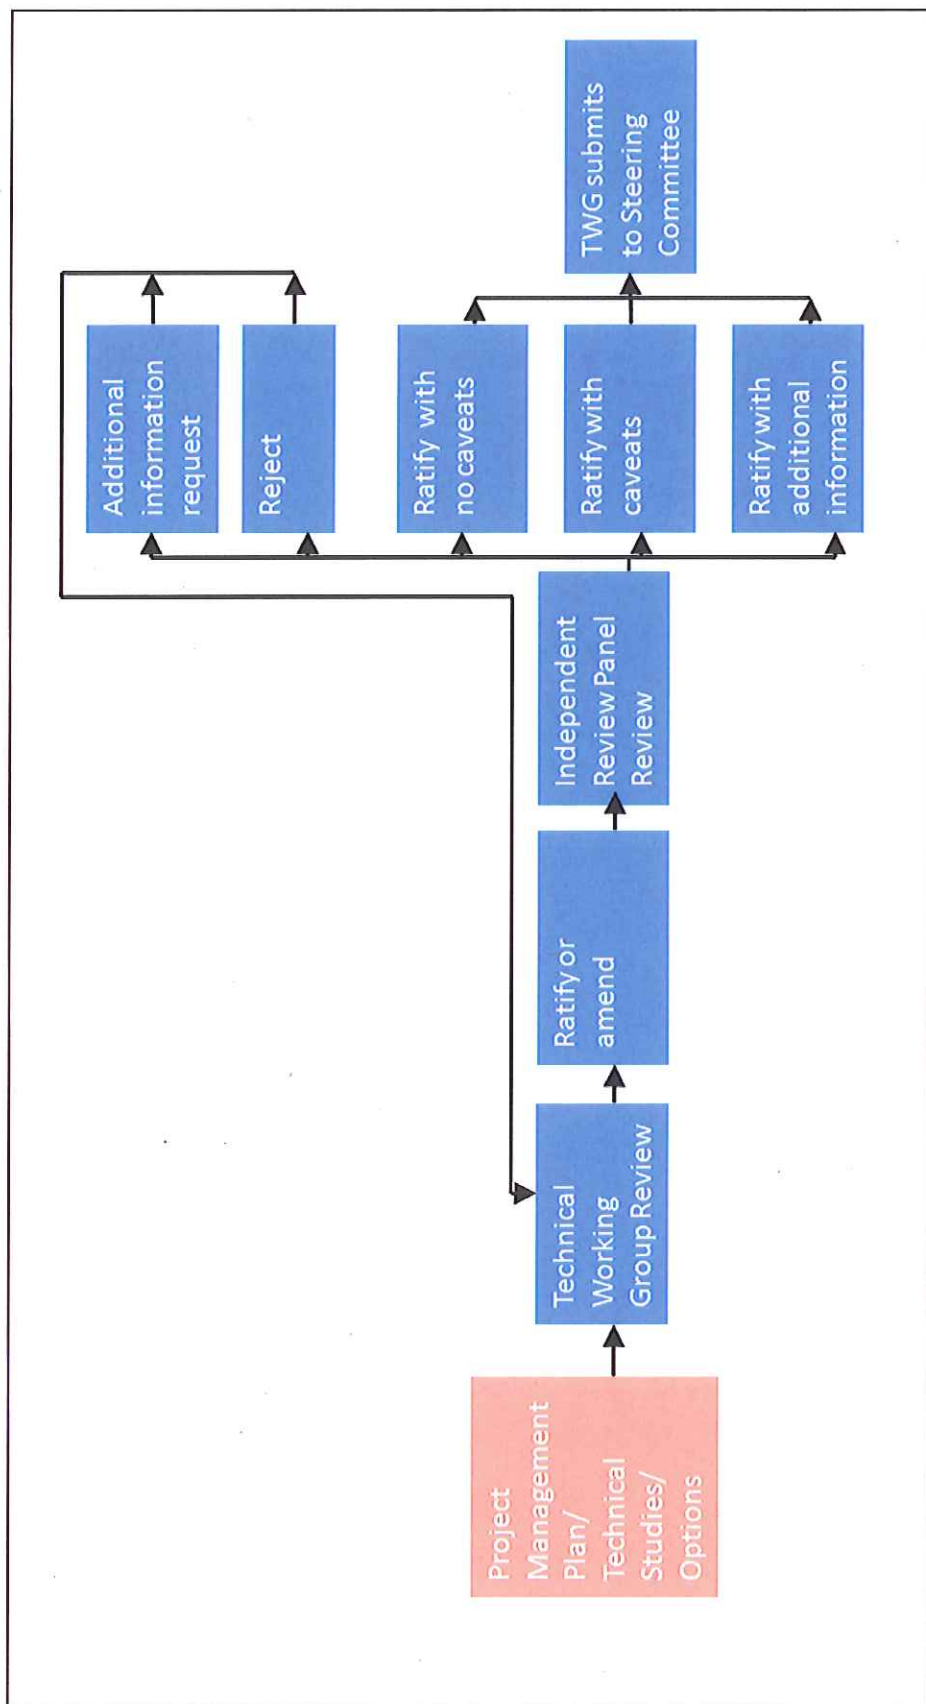 Project
Management
Plan/
Technical
Studies/
Options
Technical
Working
Group Review
Ratify or
amend
Independent
Review Panel
Review
Additional
information
request
Reject
Ratify with
no caveats
Ratify with
caveats
Ratify with
additional
information
TWG submits
to Steering
Committee